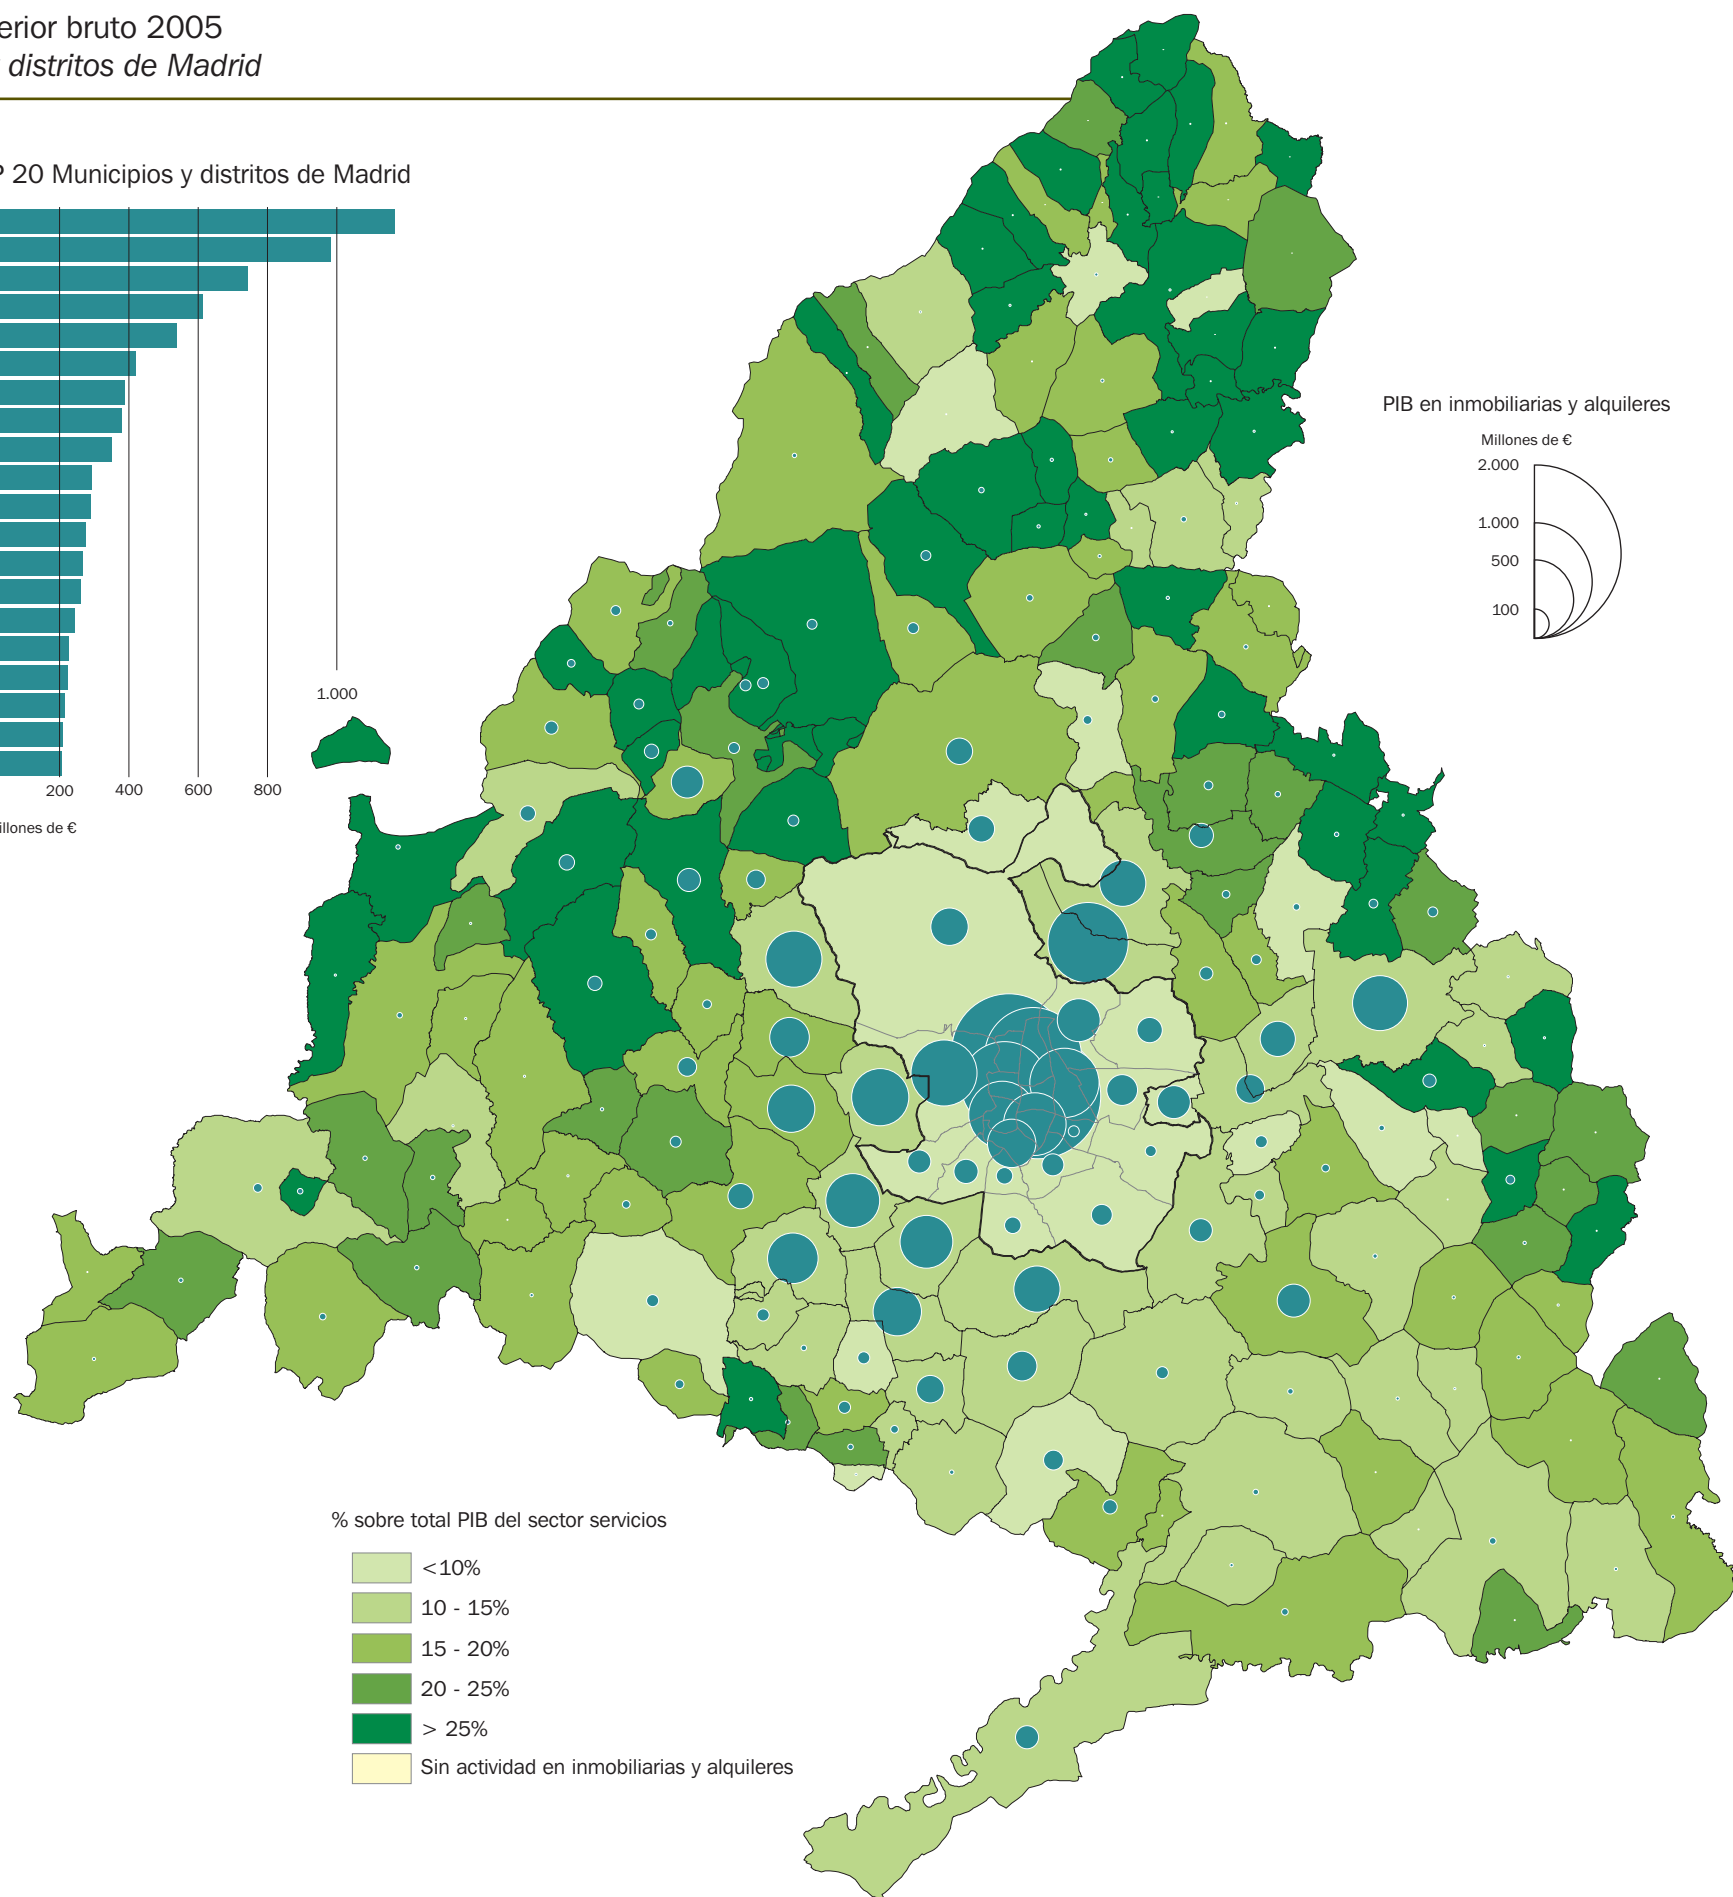 erior bruto 2005
distritos de Madrid
20 Municipios y distritos de Madrid
1.000
200 400 600 800
illones de €
PIB en inmobiliarias y alquileres
Millones de €
2.000
1.000
500
100
% sobre total PIB del sector servicios
<10%
10 - 15%
15 - 20%
20 - 25%
> 25%
Sin actividad en inmobiliarias y alquileres